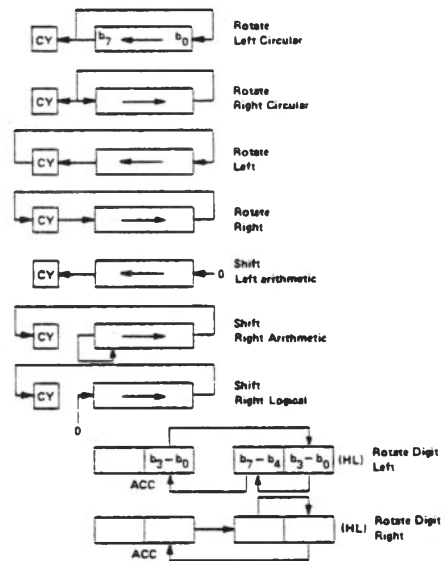 CY b7 b0 Rotate
Left Circular
CY Rotate
Right Circular
CY Rotate
Left
CY Rotate
Right
CY 0 Shift
Left arithmetic
CY Shift
Right Arithmetic
CY Shift
Right Logical
0
b3 – b0 b7 – b4 b3 – b0 (HL) Rotate Digit
Left
ACC
(HL) Rotate Digit
Right
ACC